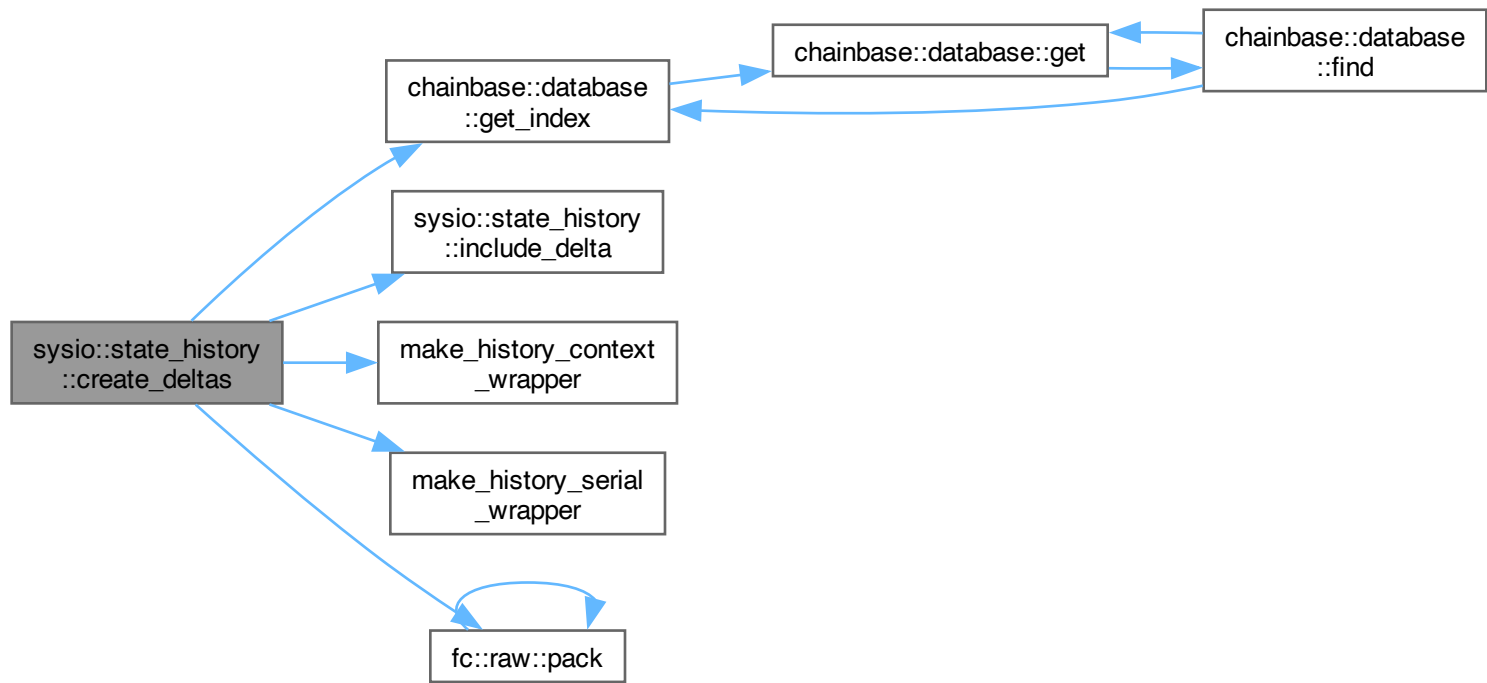 sysio::state_history
::create_deltas
chainbase::database
::get_index
chainbase::database::get
chainbase::database
::find
sysio::state_history
::include_delta
make_history_context
_wrapper
make_history_serial
_wrapper
fc::raw::pack